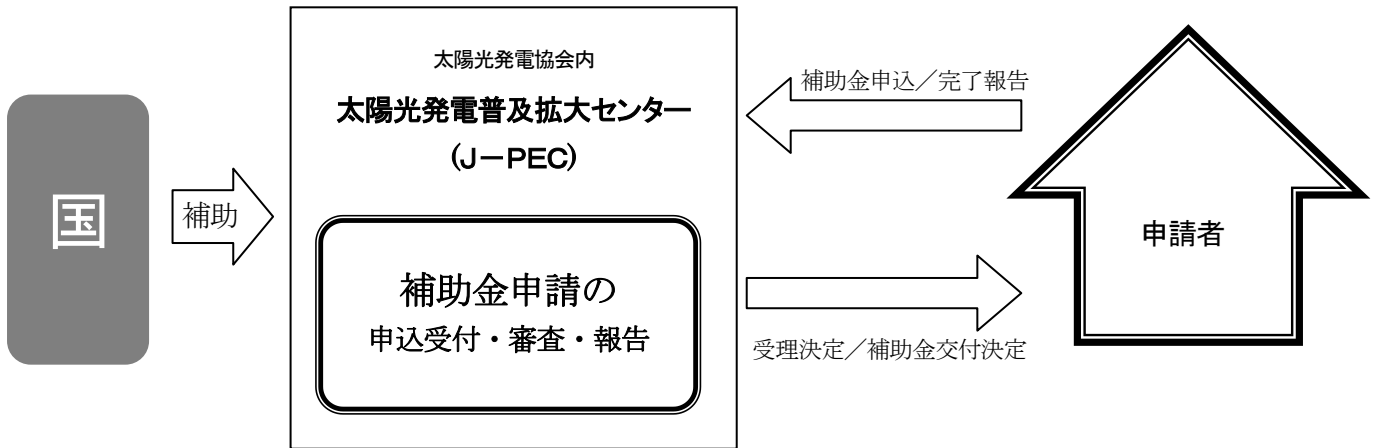 国
補助
太陽光発電協会内
太陽光発電普及拡大センター
(J－PEC)
補助金申請の
申込受付・審査・報告
補助金申込／完了報告
受理決定／補助金交付決定
申請者